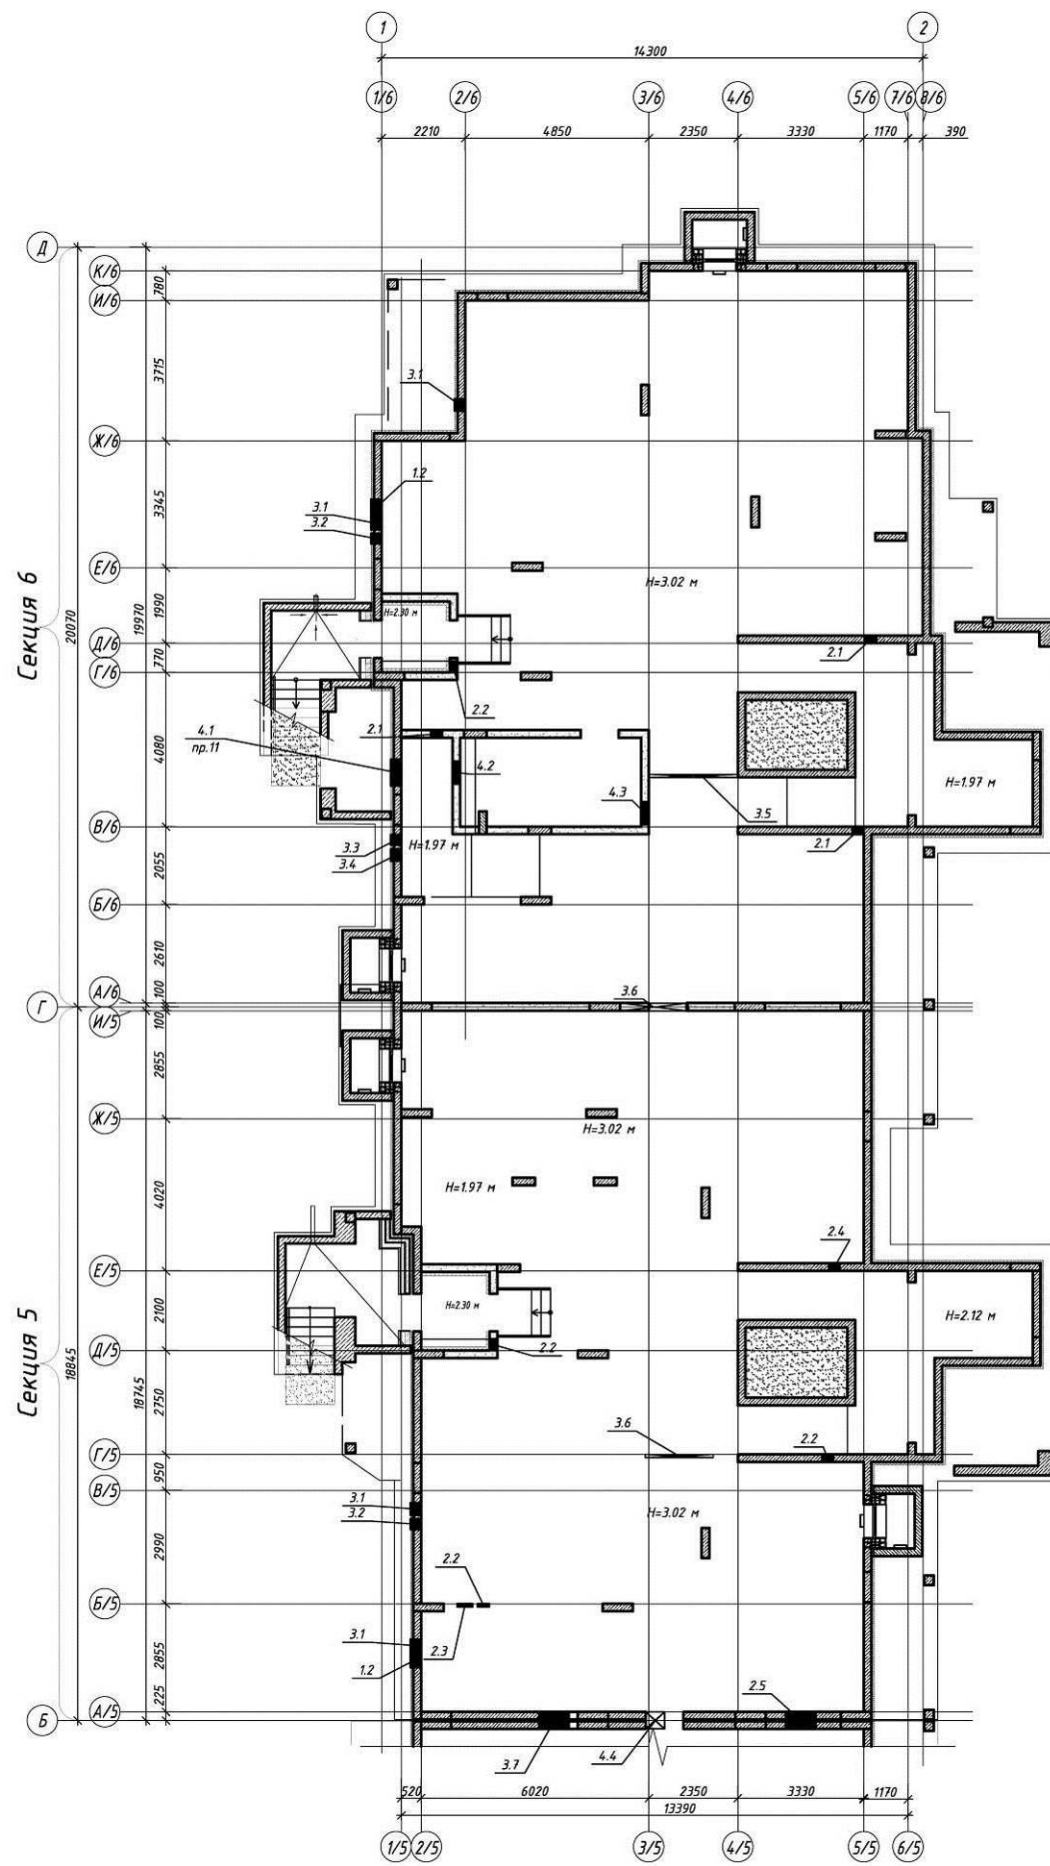 1
2
14300
1/6
2/6
3/6
4/6
5/6
7/6
8/6
2210
4850
2350
3330
1170
390
Д
К/6
780
И/6
3715
3.1
Ж/6
1.2
3345
3.1
3.2
Е/6
H=3.02 м
Секция 6
20070
19970
1990
H=2.30 м
Д/6
770
2.1
Г/6
2.2
4.1
пр.11
2.1
4080
4.2
4.3
3.5
H=1.97 м
В/6
3.3
H=1.97 м
2.1
3.4
2055
Б/6
2610
А/6
100
3.6
Г
И/5
100
2855
Ж/5
H=3.02 м
4020
H=1.97 м
2.4
Е/5
2100
H=2.30 м
H=2.12 м
Д/5
2.2
Секция 5
18845
18745
2750
3.6
2.2
Г/5
950
В/5
3.1
3.2
H=3.02 м
2990
2.2
Б/5
3.1
2.3
2855
1.2
2.5
225
А/5
Б
3.7
4.4
520
6020
2350
3330
1170
13390
1/5
2/5
3/5
4/5
5/5
6/5